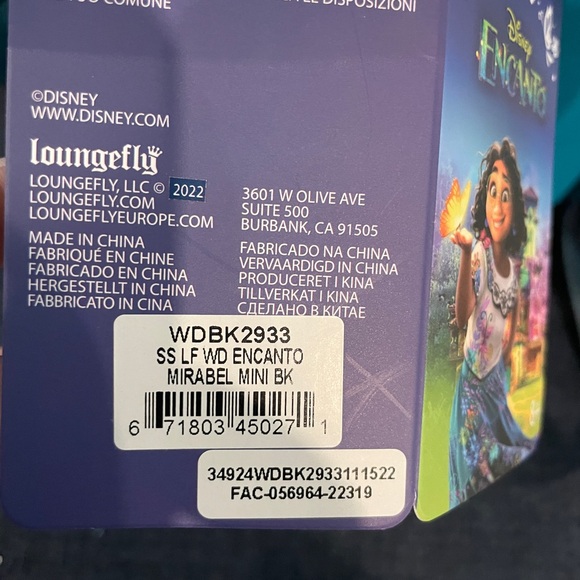 COMUNE
DISPOSIZIONI
Disney
ENCANTO
©DISNEY
WWW.DISNEY.COM
loungefly
LOUNGEFLY, LLC © 2022
LOUNGEFLY.COM
LOUNGEFLYEUROPE.COM
3601 W OLIVE AVE
SUITE 500
BURBANK, CA 91505
MADE IN CHINA
FABRIQUÉ EN CHINE
FABRICADO EN CHINA
HERGESTELLT IN CHINA
FABBRICATO IN CINA
FABRICADO NA CHINA
VERVAARDIGD IN CHINA
PRODUCERET I KINA
TILLVERKAT I KINA
СДЕЛАНО В КИТАЕ
WDBK2933
SS LF WD ENCANTO
MIRABEL MINI BK
6 71803 45027 1
34924WDBK2933111522
FAC-056964-22319